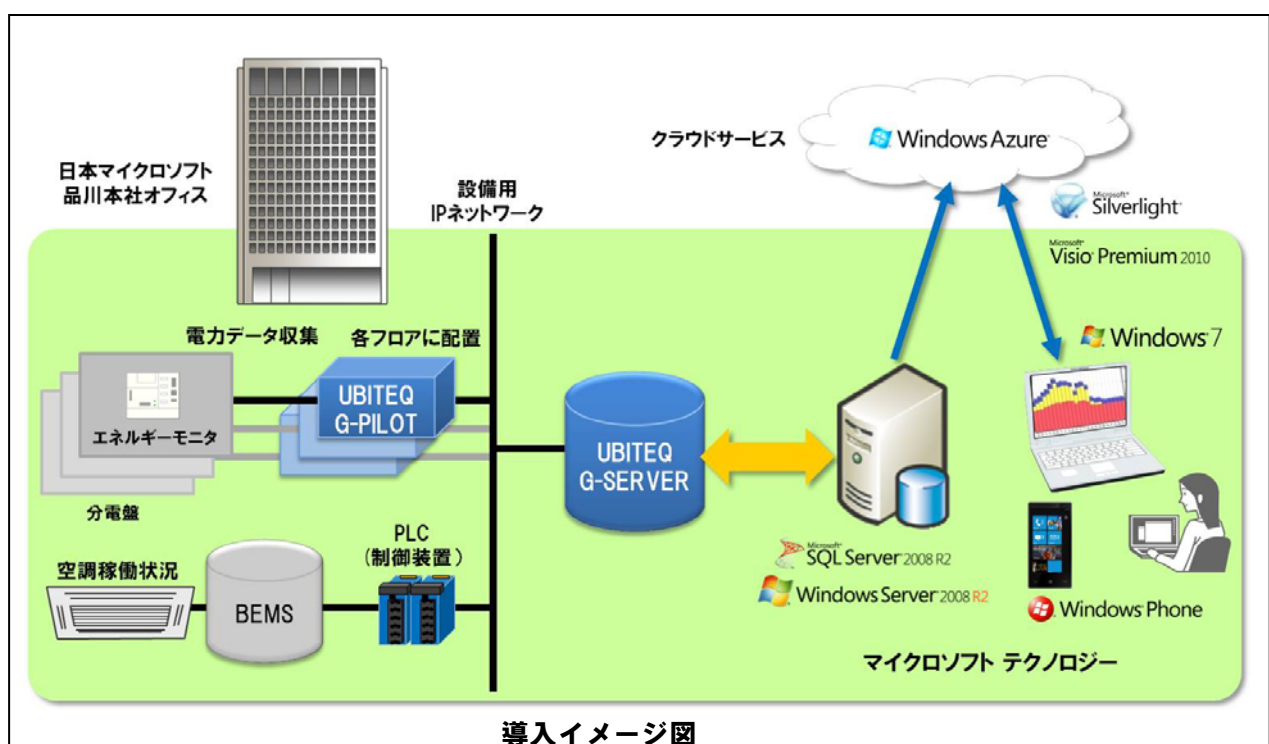 クラウドサービス
Windows Azure
日本マイクロソフト
品川本社オフィス
設備用
IPネットワーク
Microsoft
Silverlight
Microsoft
Visio Premium 2010
電力データ収集
各フロアに配置
Windows 7
UBITEQ
G-PILOT
エネルギーモニタ
分電盤
UBITEQ
G-SERVER
PLC
(制御装置)
空調稼働状況
BEMS
Microsoft
SQL Server 2008 R2
Windows Server 2008 R2
Windows Phone
マイクロソフト テクノロジー
導入イメージ図